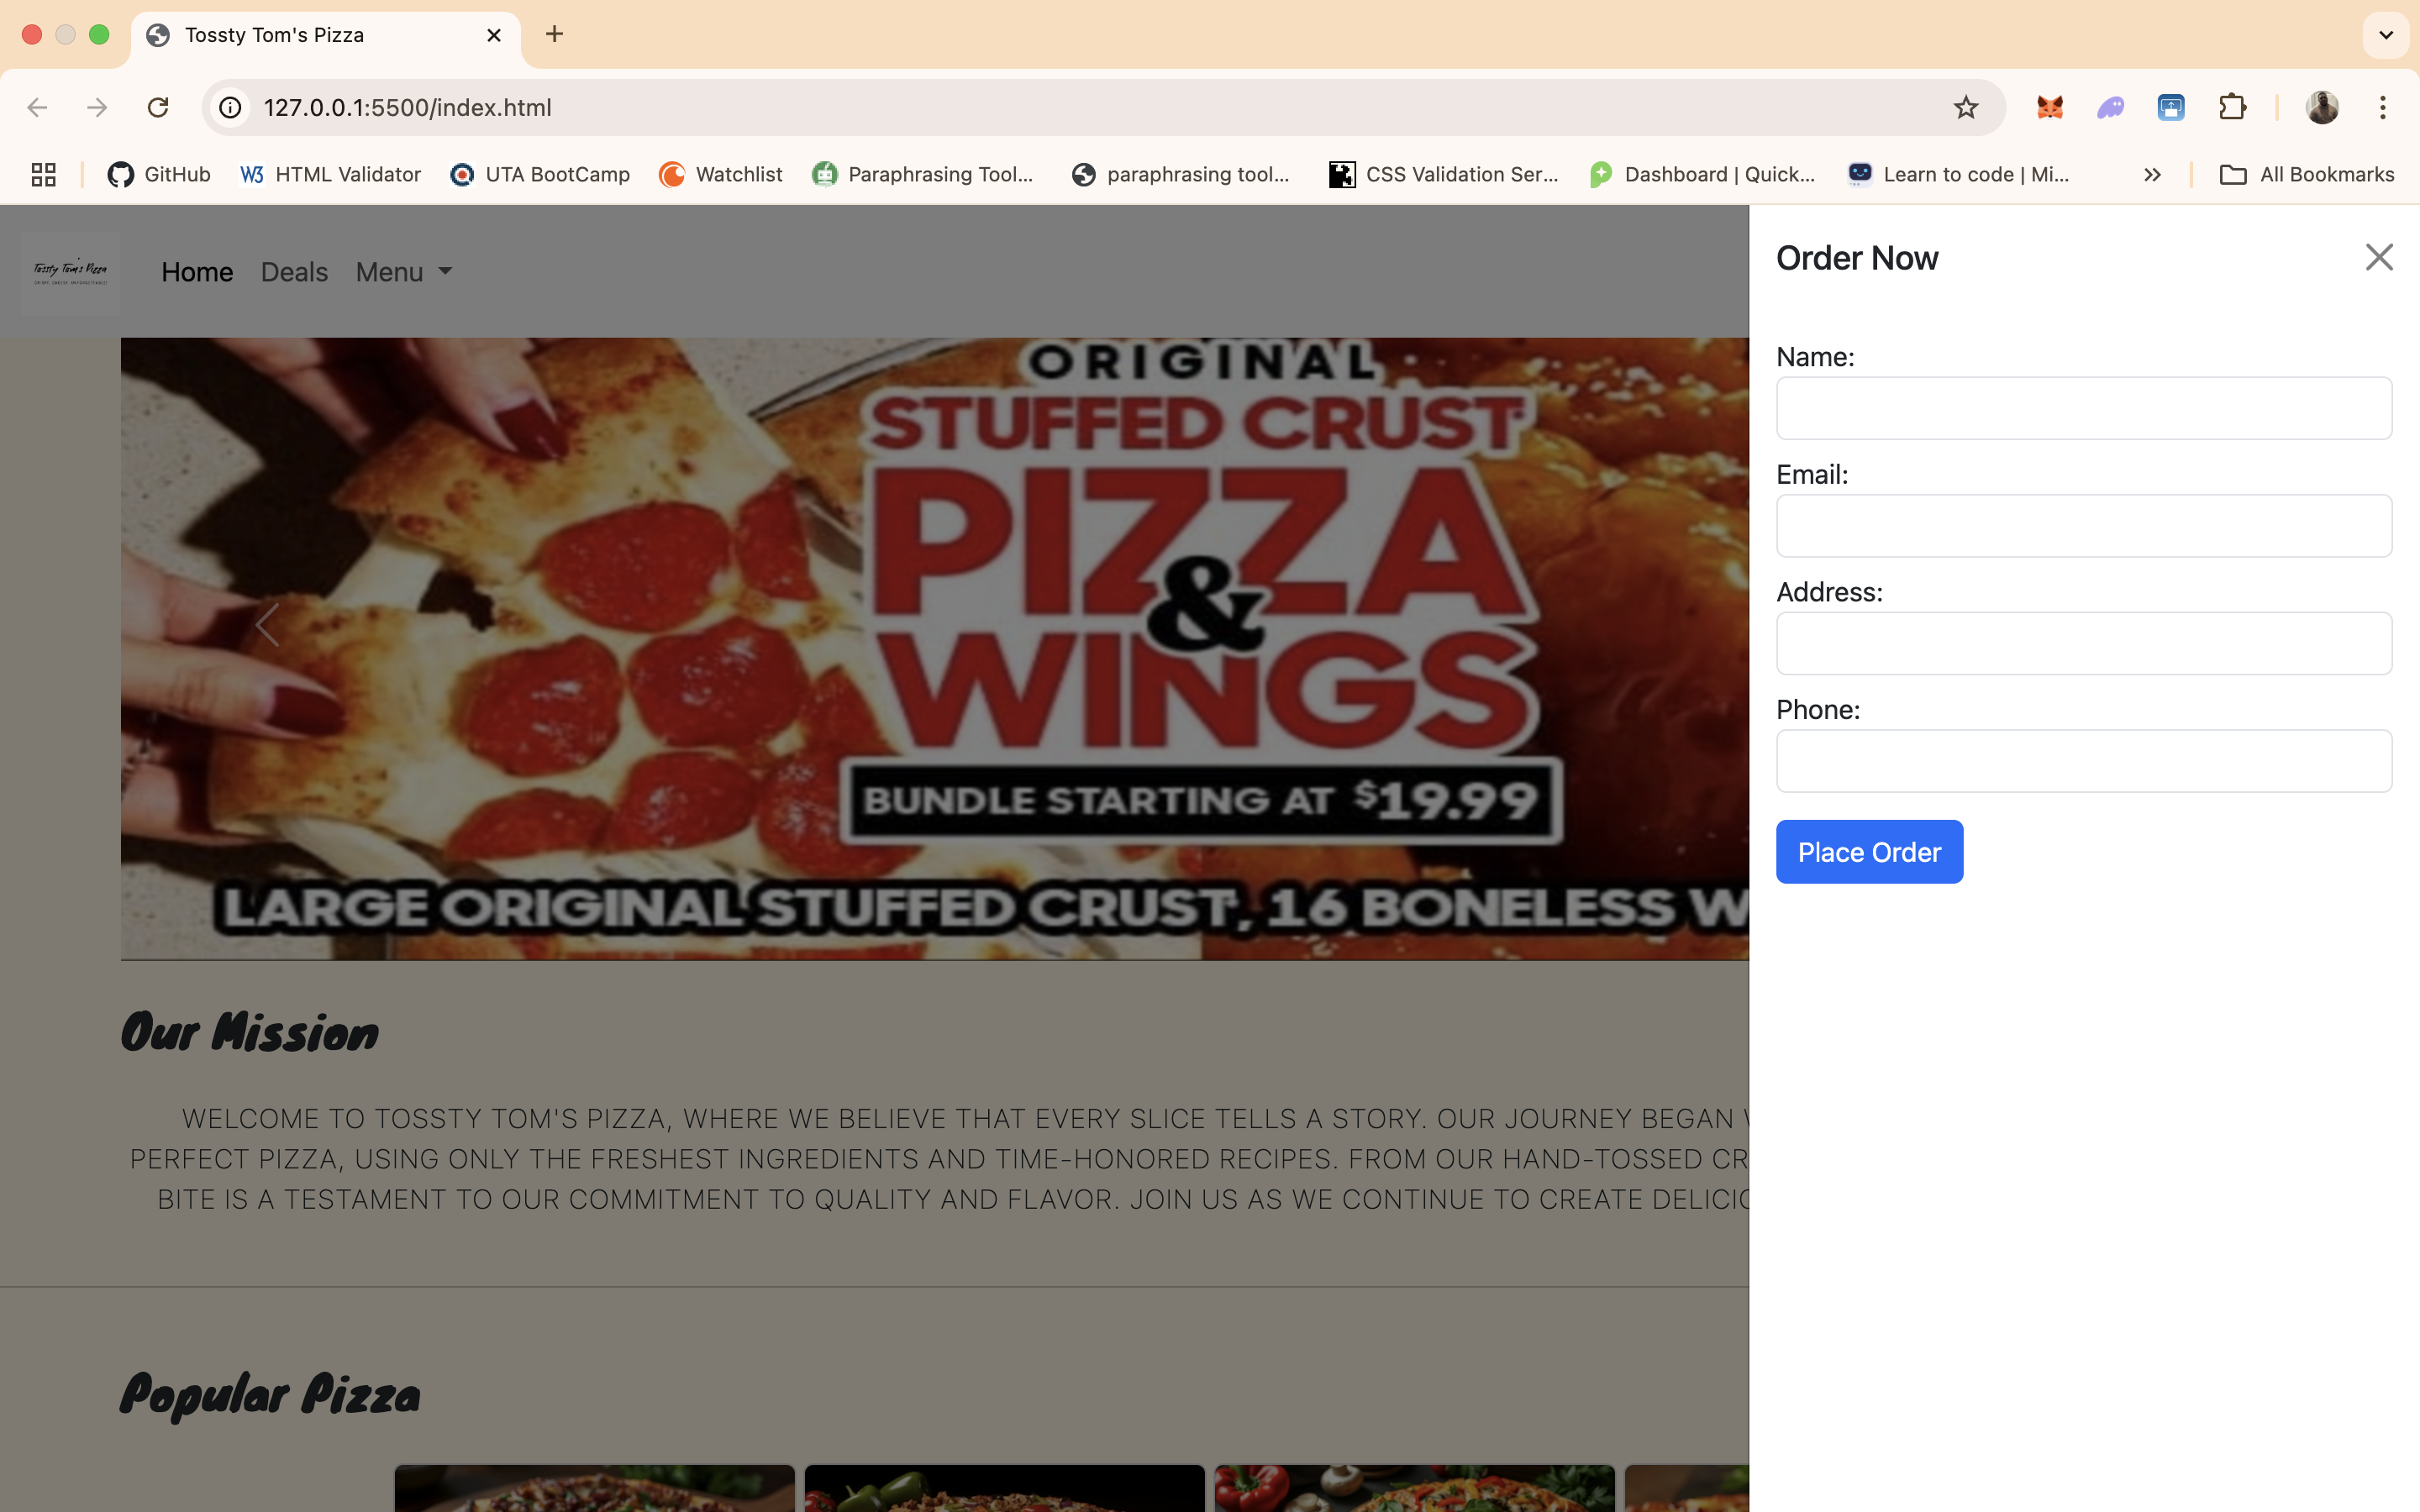 Tossty Tom's Pizza
127.0.0.1:5500/index.html
GitHub
HTML Validator
UTA BootCamp
Watchlist
Paraphrasing Tool...
paraphrasing tool...
CSS Validation Ser...
Dashboard | Quick...
Learn to code | Mi...
All Bookmarks
Tossty Tom's Pizza
Home
Deals
Menu
ORIGINAL
STUFFED CRUST
PIZZA
&
WINGS
BUNDLE STARTING AT $19.99
LARGE ORIGINAL STUFFED CRUST, 16 BONELESS W
Our Mission
WELCOME TO TOSSTY TOM'S PIZZA, WHERE WE BELIEVE THAT EVERY SLICE TELLS A STORY. OUR JOURNEY BEGAN
PERFECT PIZZA, USING ONLY THE FRESHEST INGREDIENTS AND TIME-HONORED RECIPES. FROM OUR HAND-TOSSED CR
BITE IS A TESTAMENT TO OUR COMMITMENT TO QUALITY AND FLAVOR. JOIN US AS WE CONTINUE TO CREATE DELICI
Popular Pizza
Order Now
Name:
Email:
Address:
Phone:
Place Order